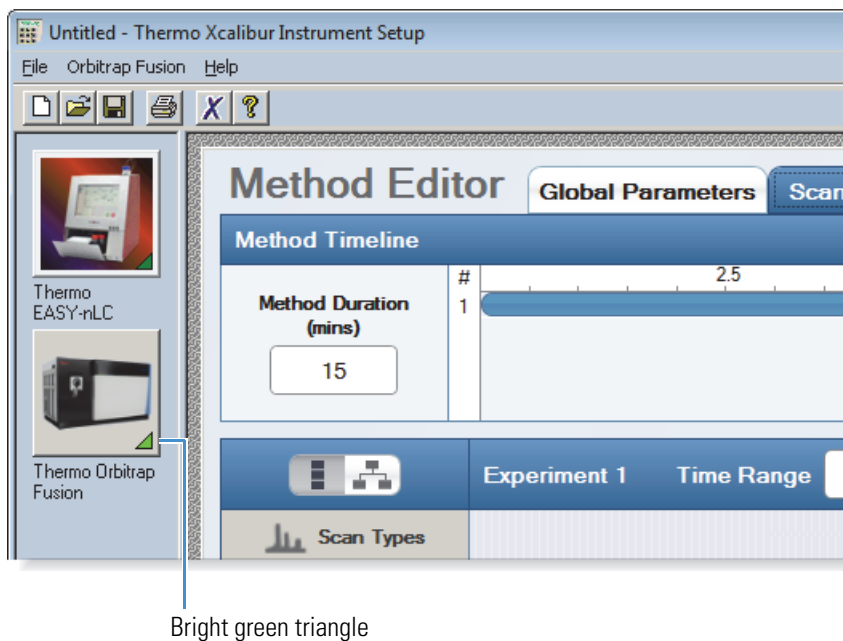 Untitled - Thermo Xcalibur Instrument Setup
File Orbitrap Fusion Help
Method Editor
Global Parameters
Scan
Method Timeline
Thermo
EASY-nLC
Method Duration
(mins)
15
#
2.5
1
Thermo Orbitrap
Fusion
Experiment 1
Time Range
Scan Types
Bright green triangle